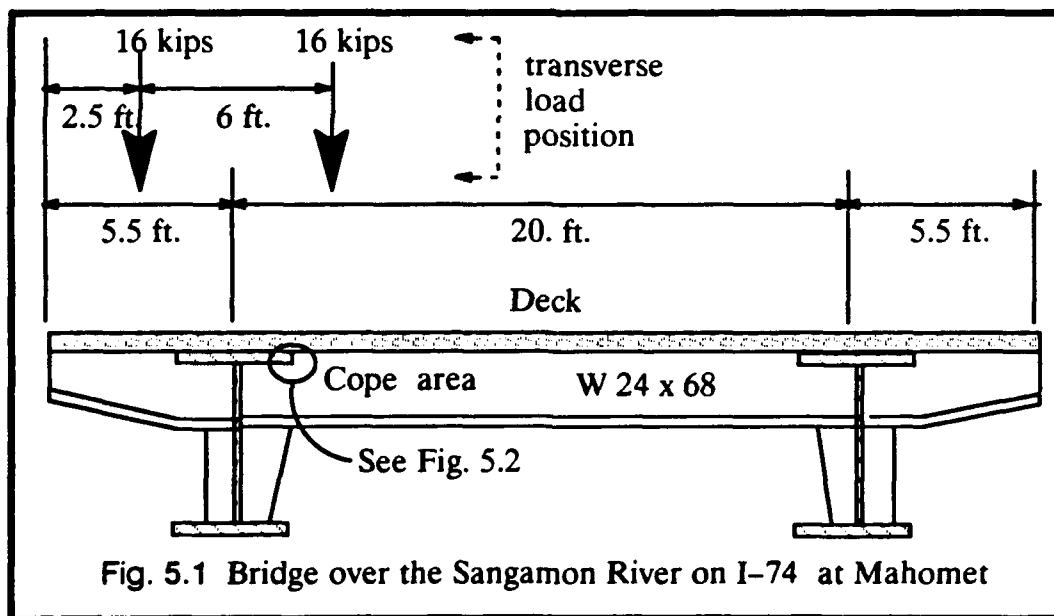 16 kips 16 kips
transverse
load
position
2.5 ft. 6 ft.
5.5 ft. 20. ft. 5.5 ft.
Deck
Cope area W 24 x 68
See Fig. 5.2
Fig. 5.1 Bridge over the Sangamon River on I-74 at Mahomet